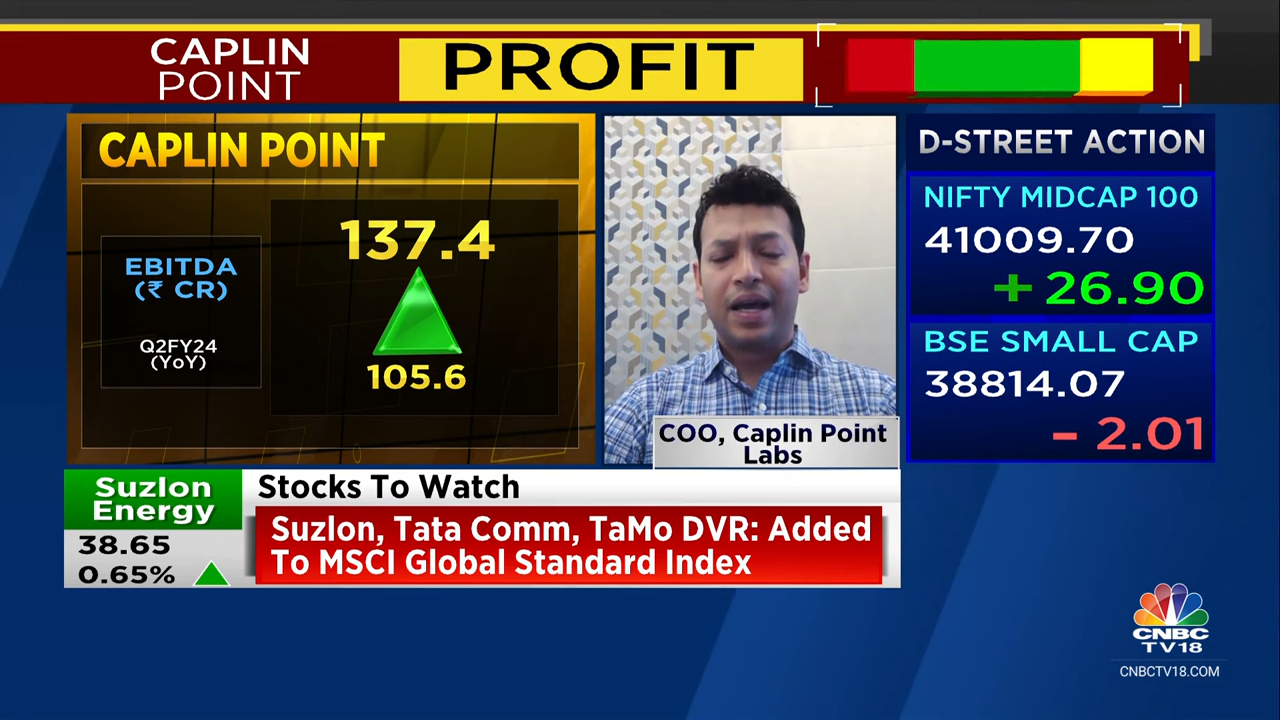 CAPLIN
POINT
PROFIT
CAPLIN POINT
EBITDA
(₹ CR)
Q2FY24
(YoY)
137.4
105.6
COO, Caplin Point
Labs
D-STREET ACTION
NIFTY MIDCAP 100
41009.70
+ 26.90
BSE SMALL CAP
38814.07
- 2.01
Suzlon
Energy
38.65
0.65%
Stocks To Watch
Suzlon, Tata Comm, TaMo DVR: Added
To MSCI Global Standard Index
CNBC
TV18
CNBCTV18.COM